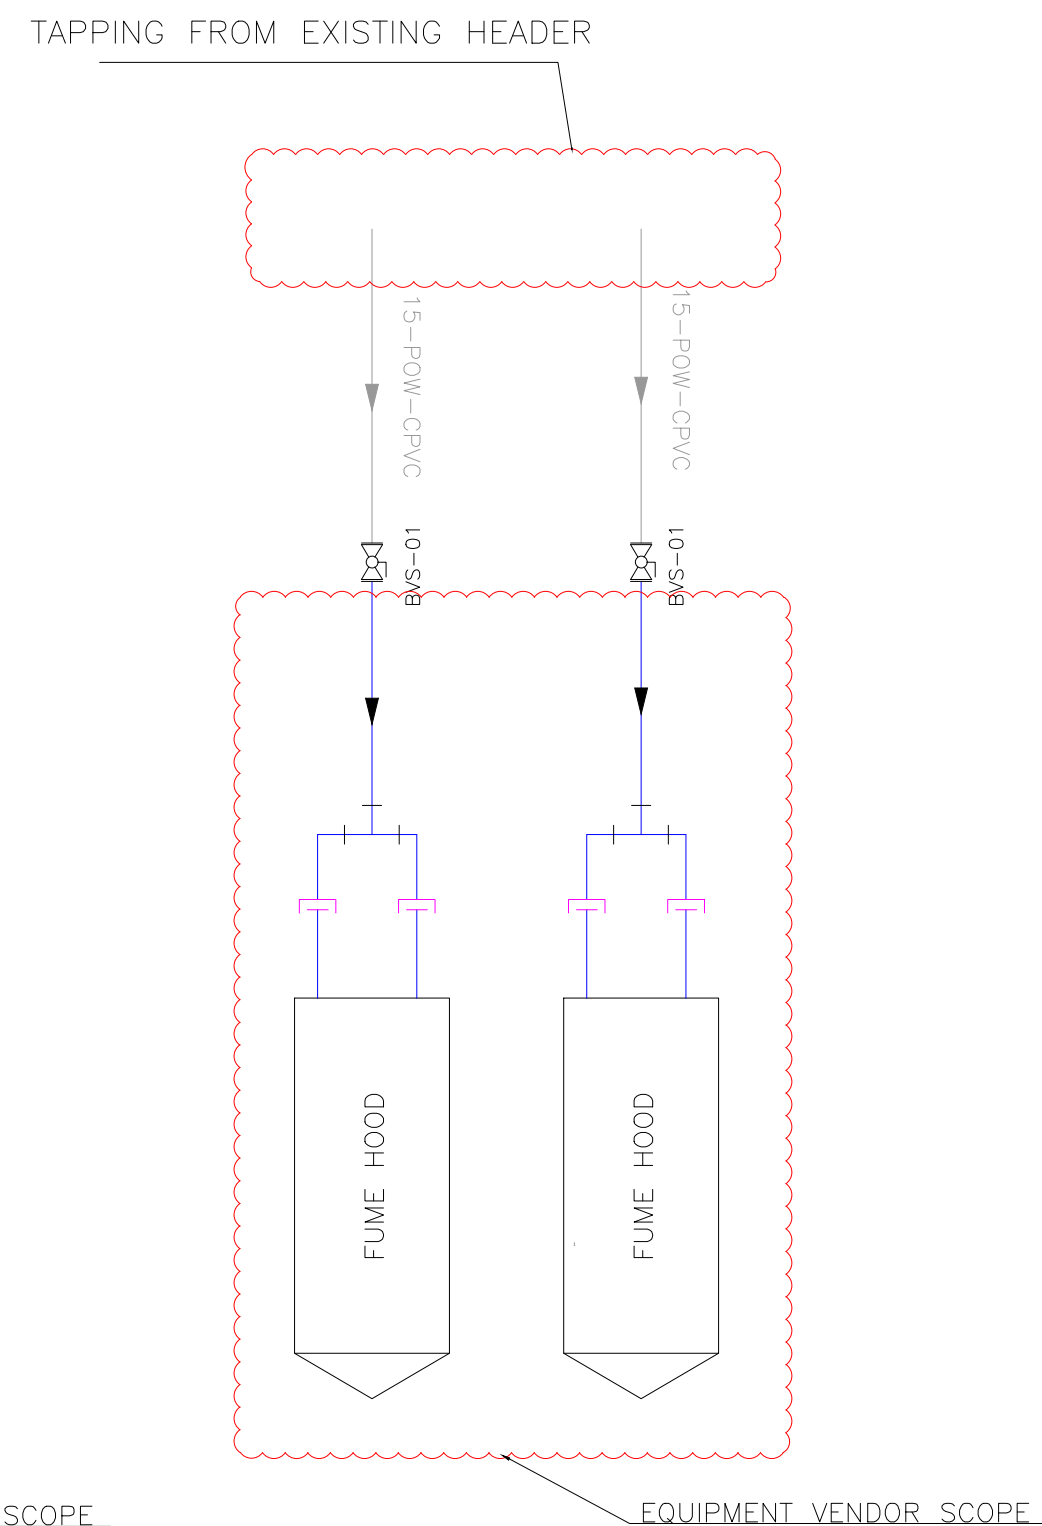 TAPPING FROM EXISTING HEADER
15-POW-CPVC
15-POW-CPVC
BVS-01
BVS-01
FUME HOOD
FUME HOOD
SCOPE
EQUIPMENT VENDOR SCOPE